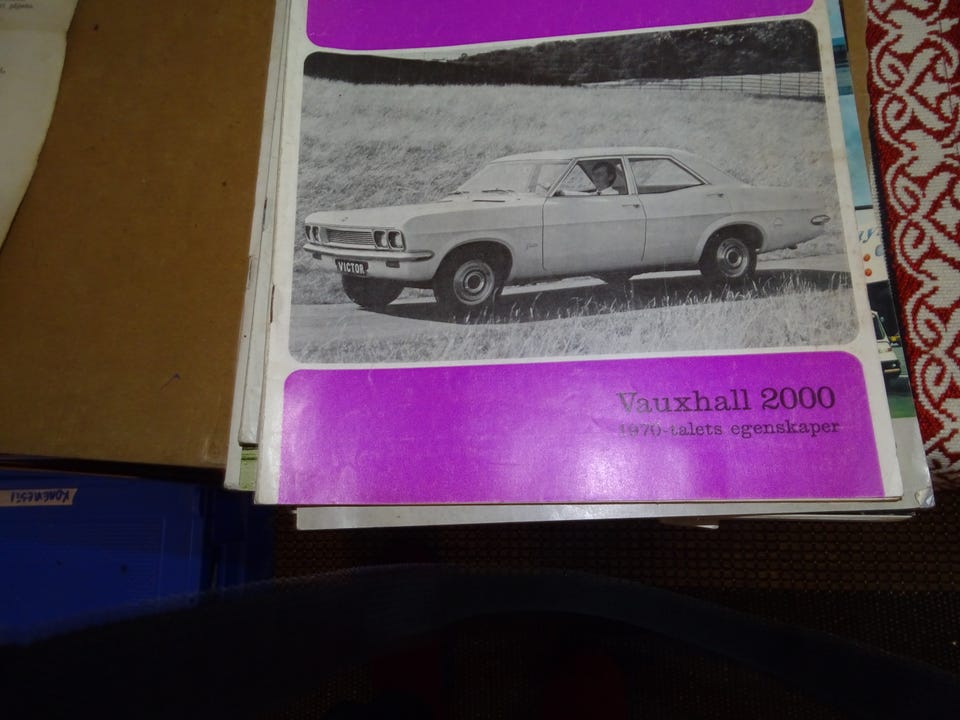 VICTOR
Vauxhall 2000
1970-talets egenskaper